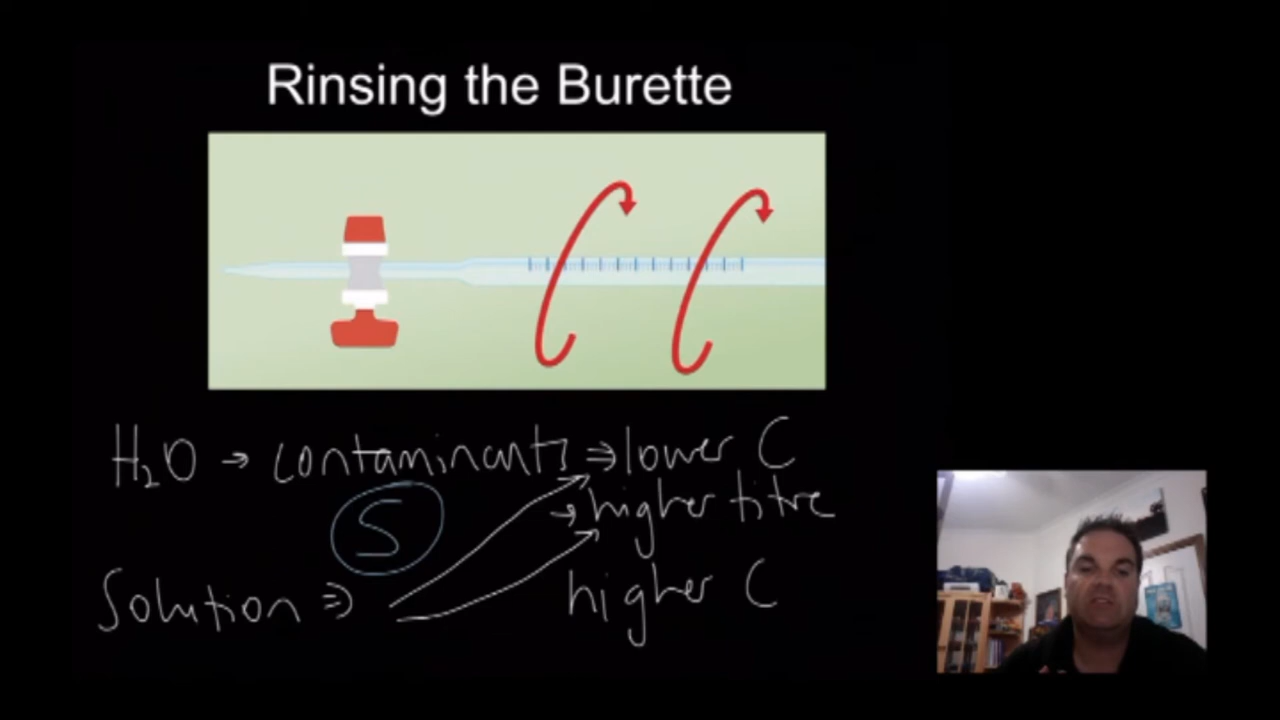 Rinsing the Burette
H₂O → contaminants ⇒ lower C
S → higher titre
Solution ⇒ higher C